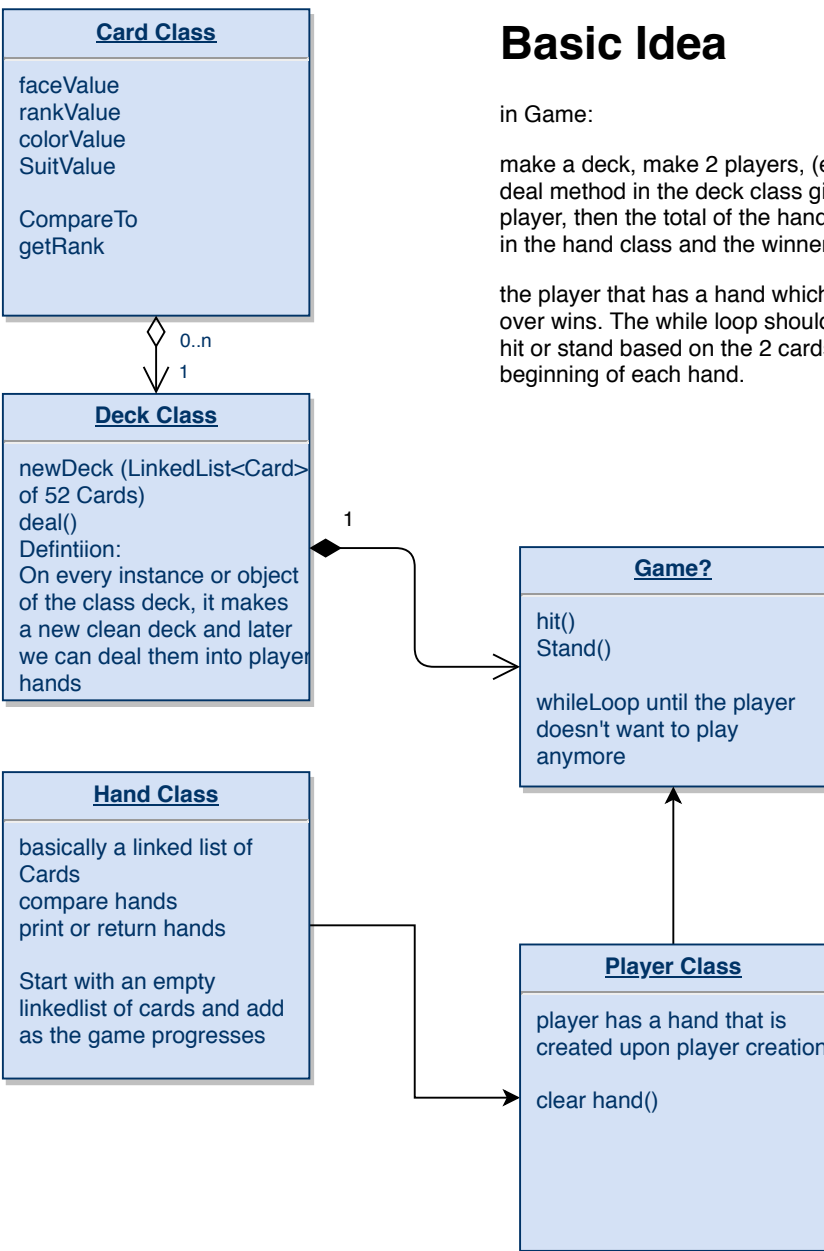 Card Class
faceValue
rankValue
colorValue
SuitValue
CompareTo
getRank
0..n
1
Deck Class
newDeck (LinkedList<Card>
of 52 Cards)
deal()
Defintiion:
On every instance or object
of the class deck, it makes
a new clean deck and later
we can deal them into player
hands
1
Hand Class
basically a linked list of
Cards
compare hands
print or return hands
Start with an empty
linkedlist of cards and add
as the game progresses
Basic Idea
in Game:
make a deck, make 2 players, (
deal method in the deck class
player, then the total of the
in the hand class and the
the player that has a hand
over wins. The while loop
hit or stand based on the 2
beginning of each hand.
Game?
hit()
Stand()
whileLoop until the player
doesn't want to play
anymore
Player Class
player has a hand that is
created upon player creation
clear hand()